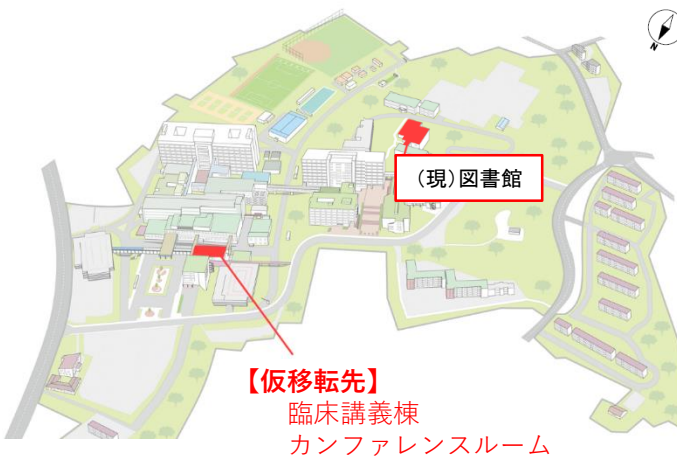 N
（現）図書館
【仮移転先】
臨床講義棟
カンファレンスルーム